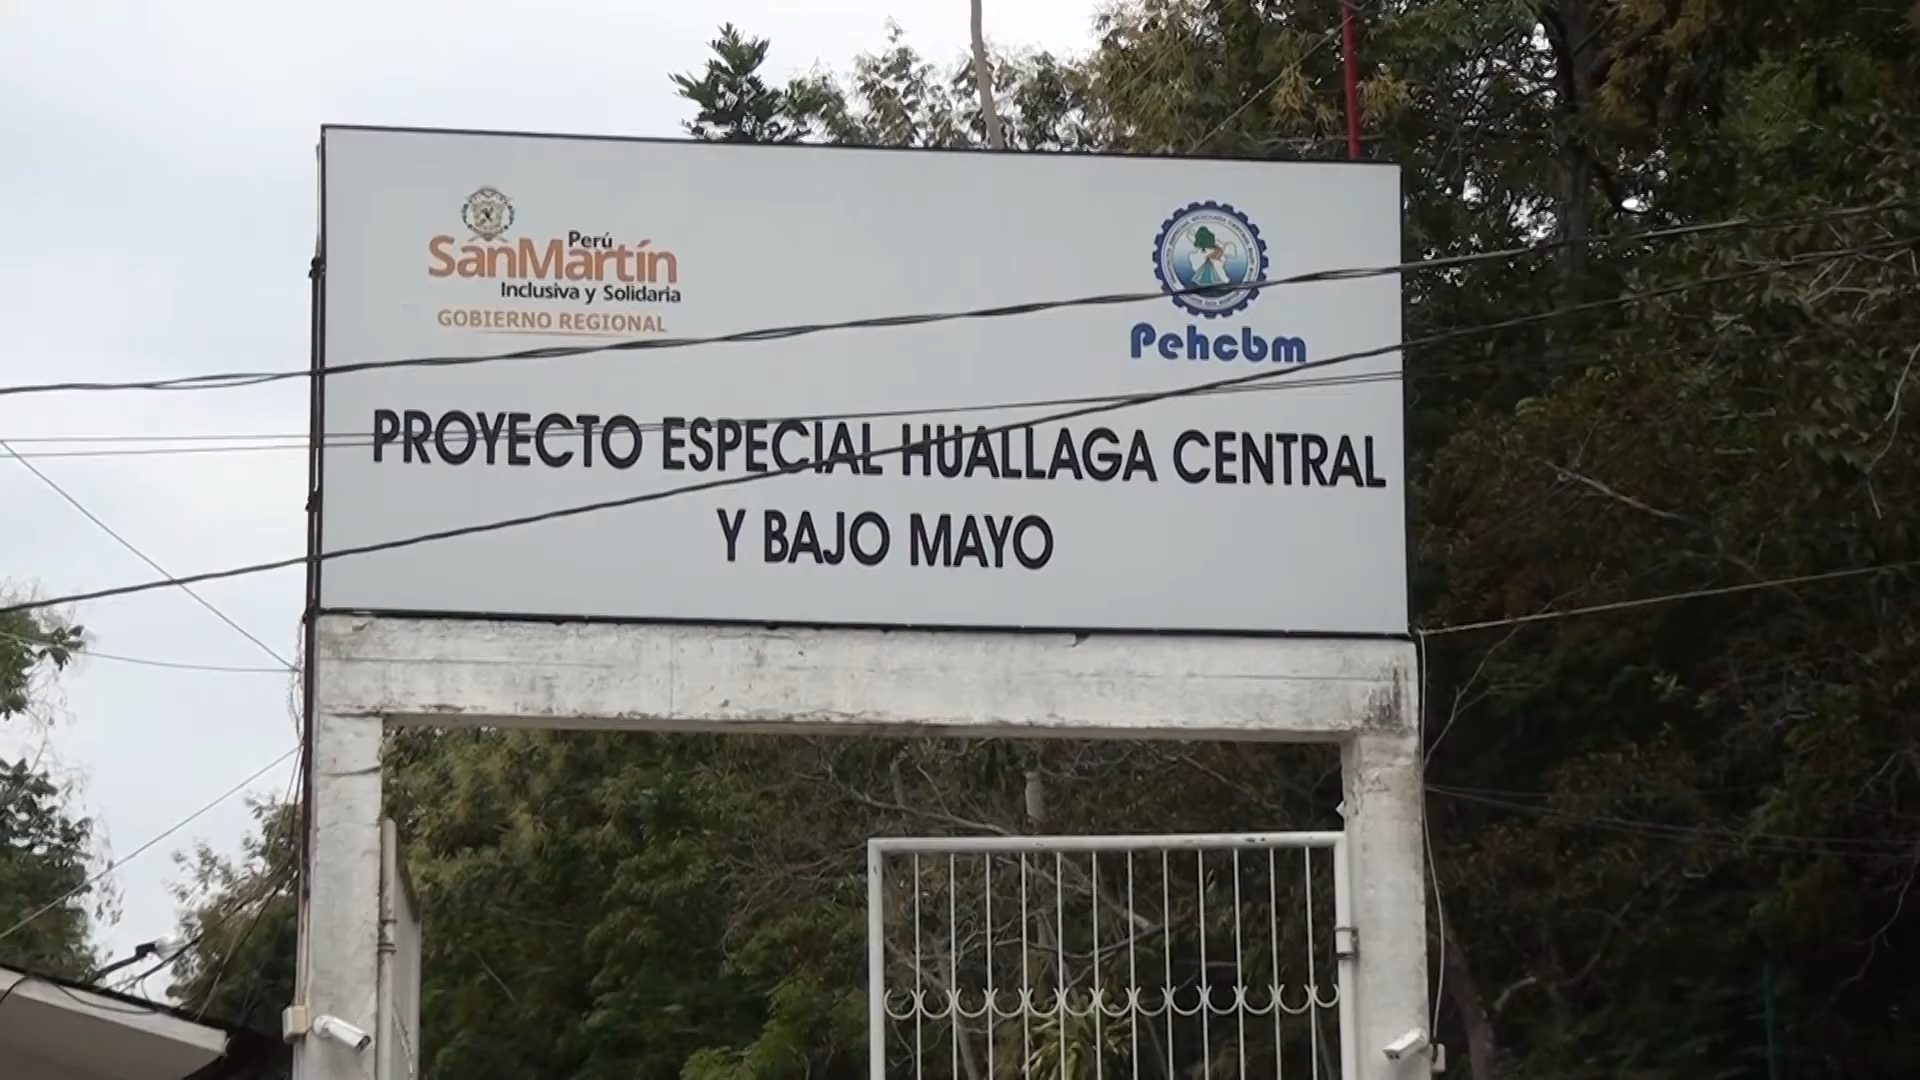 Perú
SanMartín
Inclusiva y Solidaria
GOBIERNO REGIONAL
Pehcbm
PROYECTO ESPECIAL HUALLAGA CENTRAL
Y BAJO MAYO